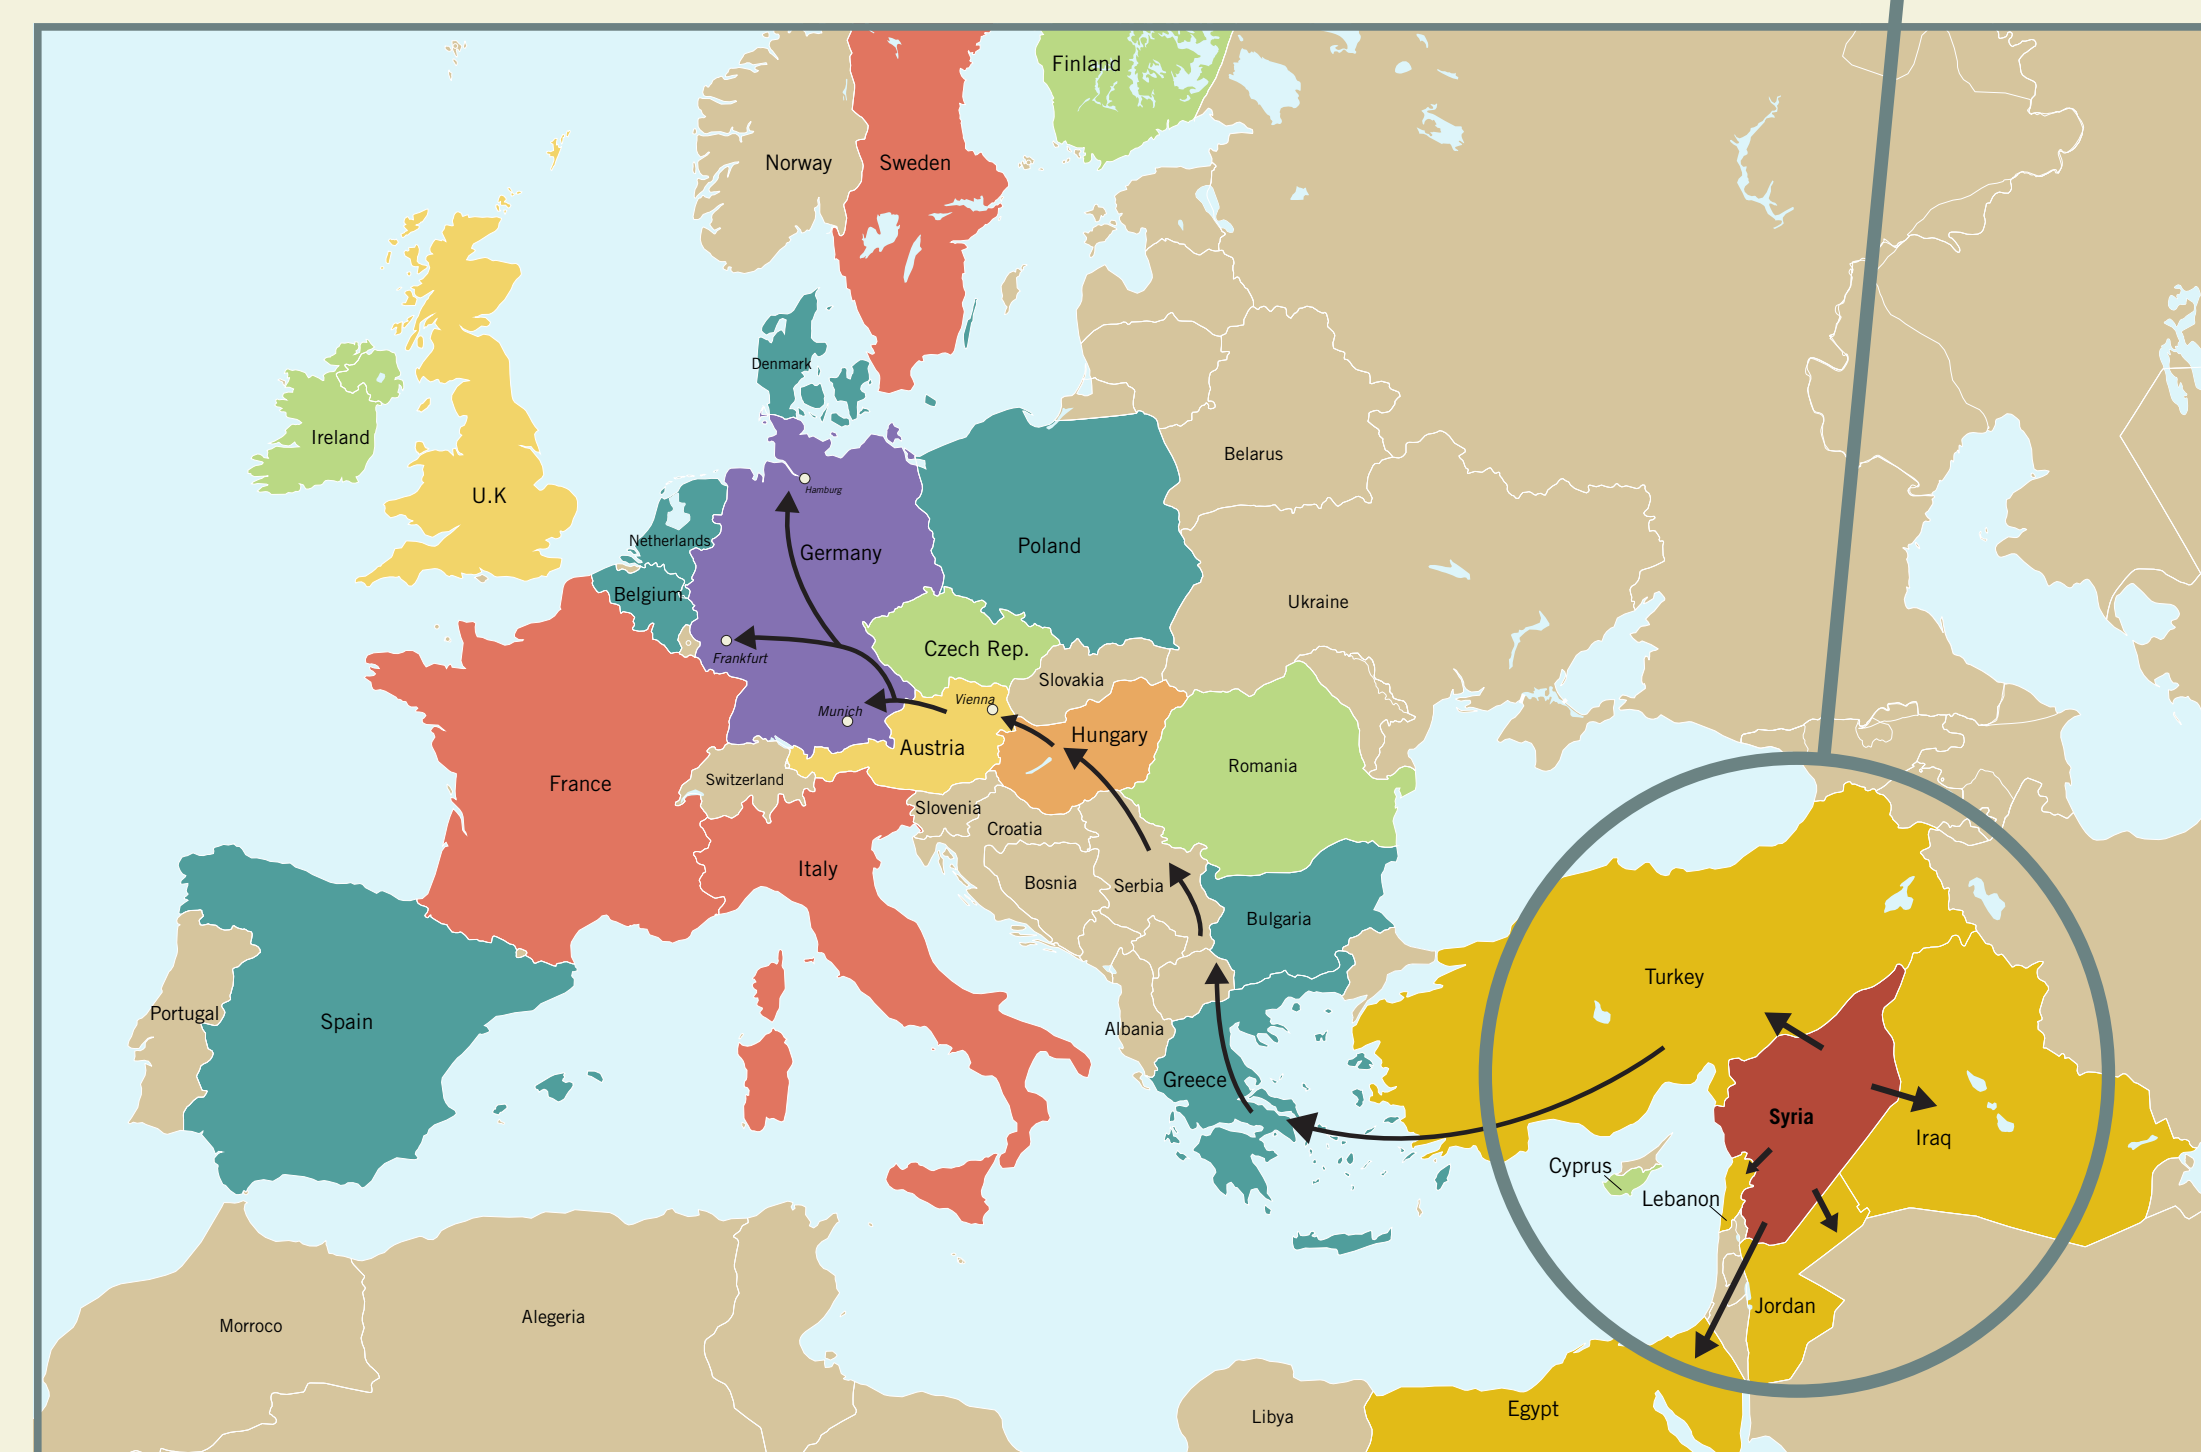 Finland
Norway
Sweden
Denmark
Ireland
U.K
Hamburg
Netherlands
Germany
Poland
Belarus
Belgium
Ukraine
Frankfurt
Czech Rep.
Slovakia
Munich
Vienna
Austria
Hungary
Romania
Switzerland
France
Slovenia
Croatia
Italy
Bosnia
Serbia
Bulgaria
Turkey
Portugal
Spain
Albania
Greece
Syria
Iraq
Cyprus
Lebanon
Jordan
Morroco
Alegeria
Libya
Egypt